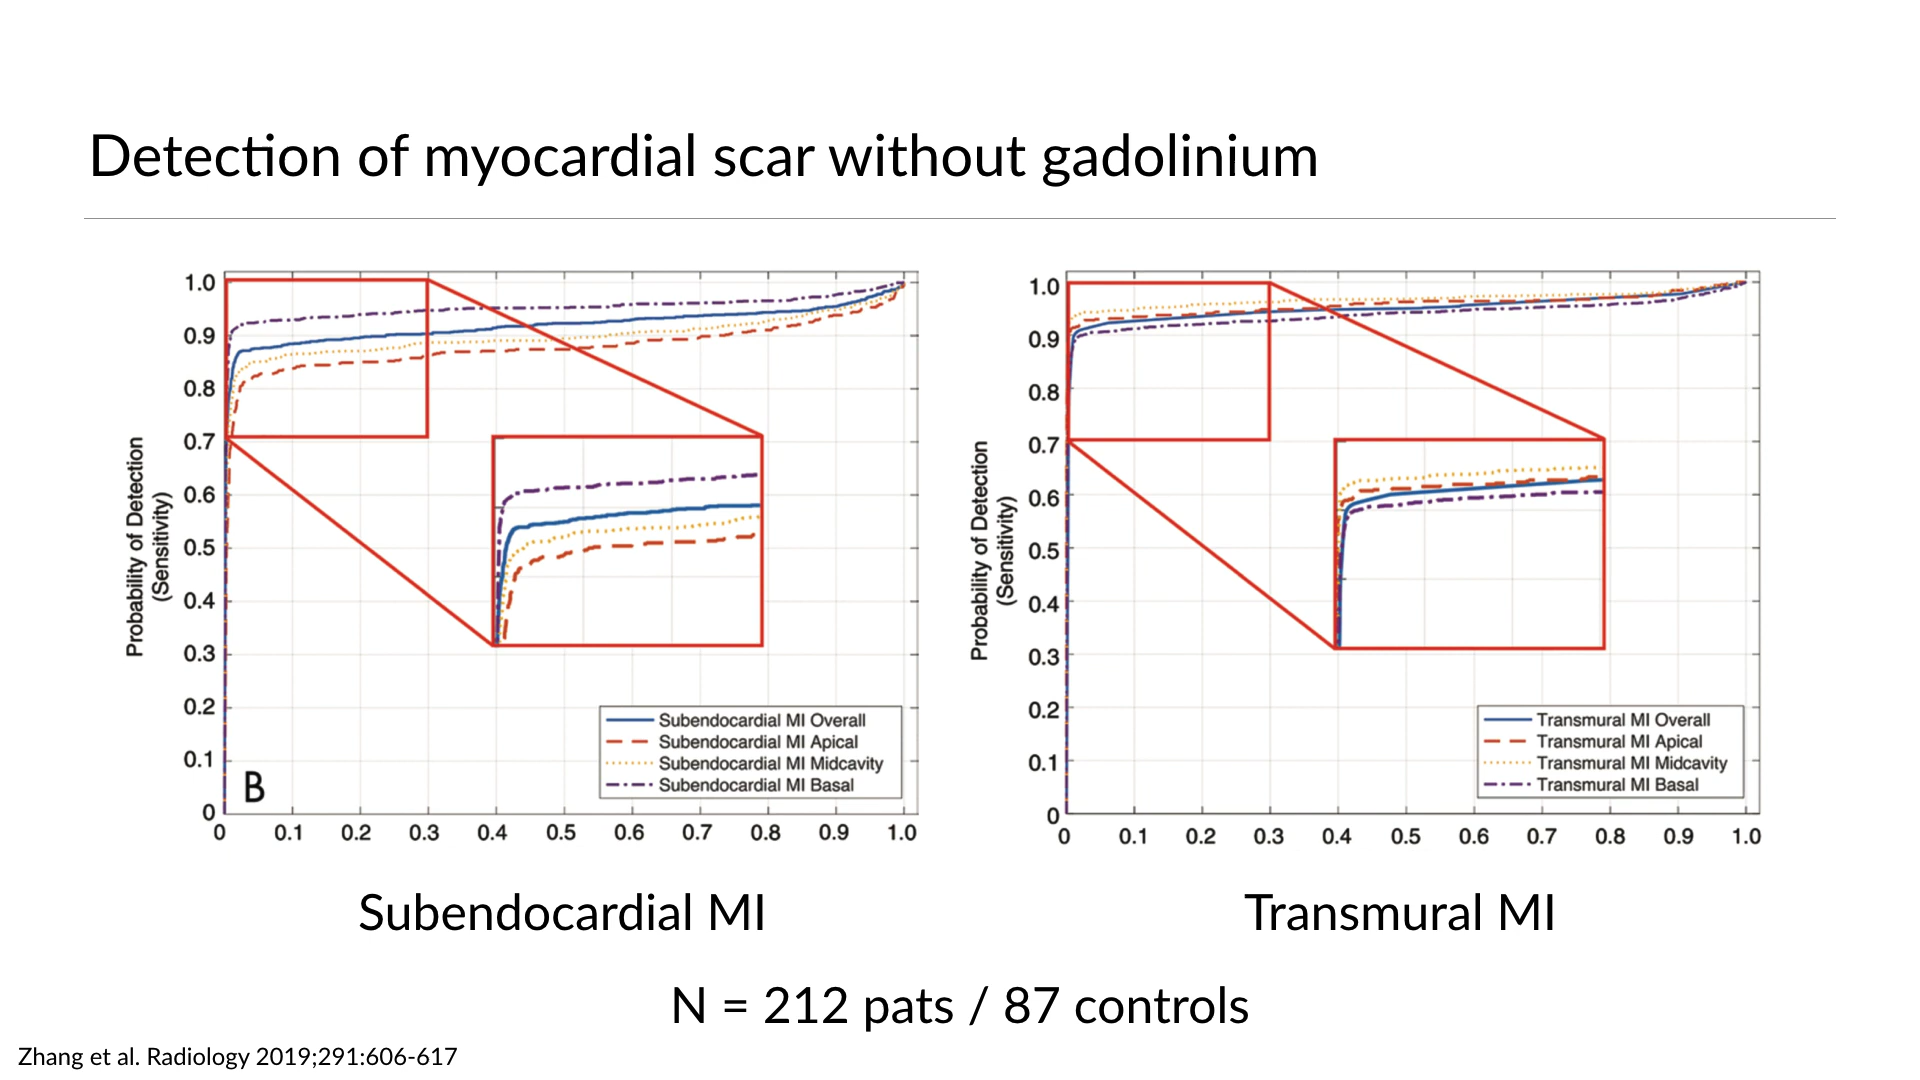 Detection of myocardial scar without gadolinium
Probability of Detection
(Sensitivity)
1.0
0.9
0.8
0.7
0.6
0.5
0.4
0.3
0.2
0.1
0
B
Subendocardial MI Overall
Subendocardial MI Apical
Subendocardial MI Midcavity
Subendocardial MI Basal
0 0.1 0.2 0.3 0.4 0.5 0.6 0.7 0.8 0.9 1.0
Subendocardial MI
Probability of Detection
(Sensitivity)
1.0
0.9
0.8
0.7
0.6
0.5
0.4
0.3
0.2
0.1
0
Transmural MI Overall
Transmural MI Apical
Transmural MI Midcavity
Transmural MI Basal
0 0.1 0.2 0.3 0.4 0.5 0.6 0.7 0.8 0.9 1.0
Transmural MI
N = 212 pats / 87 controls
Zhang et al. Radiology 2019;291:606-617